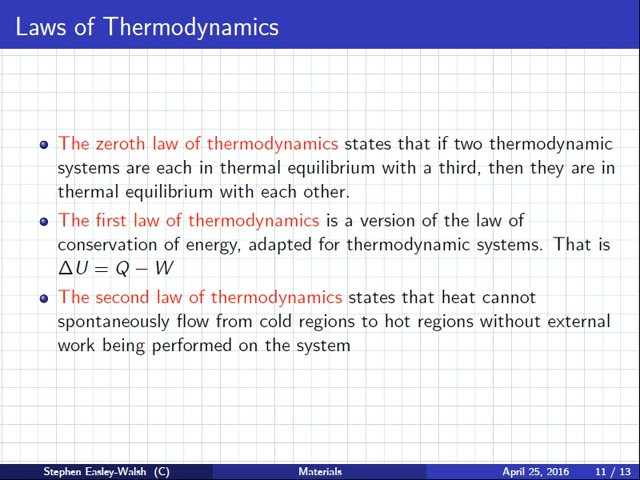 Laws of Thermodynamics
The zeroth law of thermodynamics states that if two thermodynamic
systems are each in thermal equilibrium with a third, then they are in
thermal equilibrium with each other.
The first law of thermodynamics is a version of the law of
conservation of energy, adapted for thermodynamic systems. That is
ΔU = Q − W
The second law of thermodynamics states that heat cannot
spontaneously flow from cold regions to hot regions without external
work being performed on the system
Stephen Easley-Walsh (C) Materials April 25, 2016 11 / 13